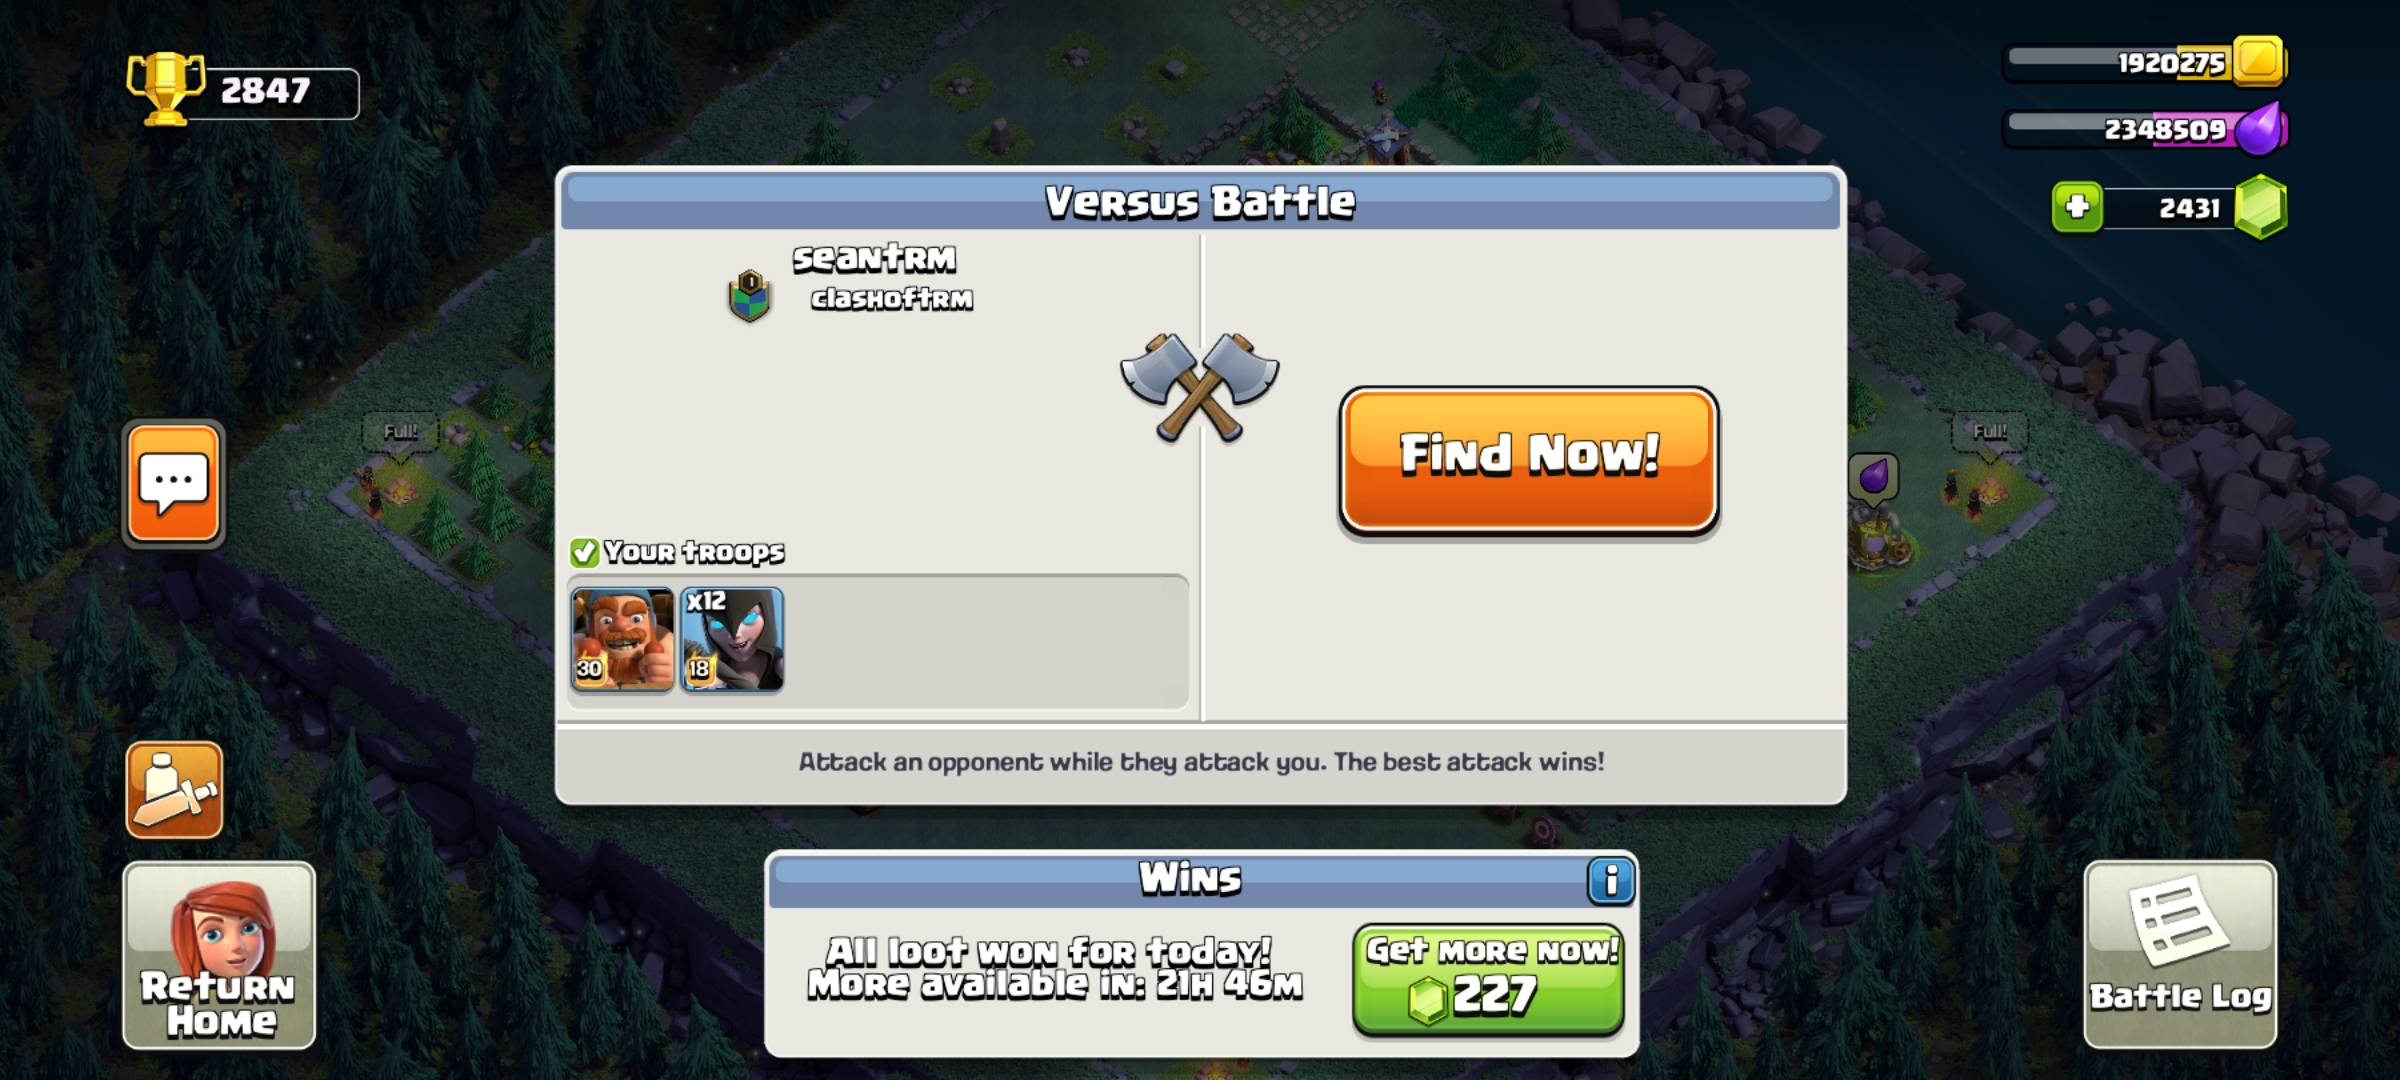 2847
1920275
2348509
2431
Versus Battle
seantrm
clashoftrm
Find Now!
Full!
Full!
Your troops
30
x12
18
Attack an opponent while they attack you. The best attack wins!
Wins
i
All loot won for today!
More available in: 21H 46M
Get more now!
227
Return
Home
Battle Log